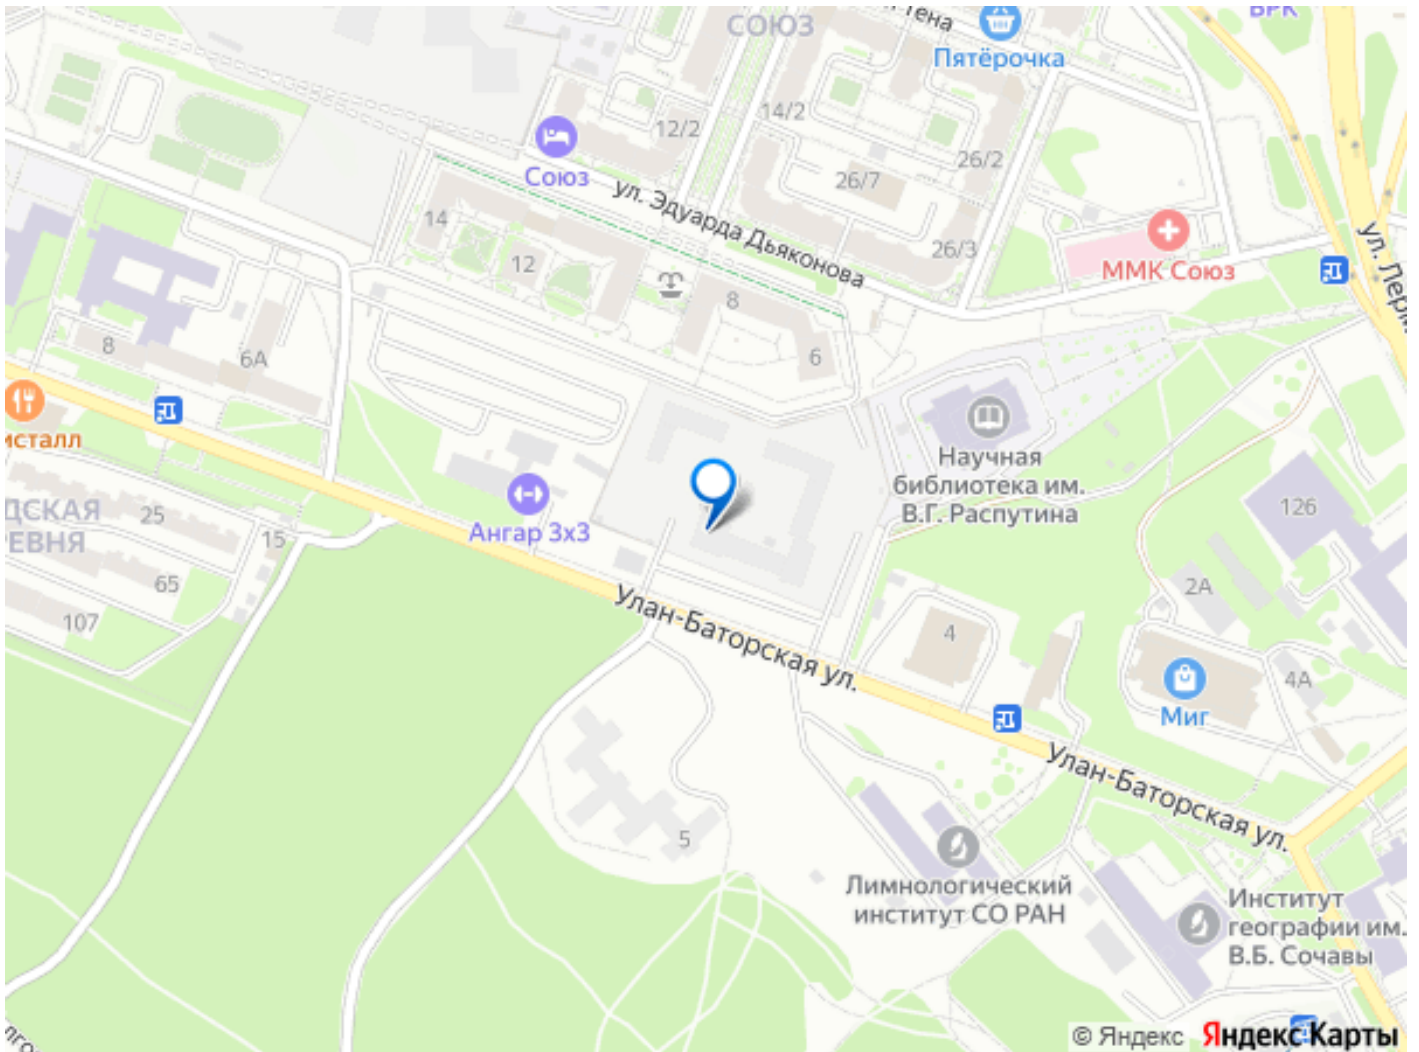 СОЮЗ
Пятёрочка
12/2
14/2
26/2
26/7
Союз
ул. Эдуарда Дьяконова
14
12
26/3
ММК Союз
8
6
8
6А
Научная
библиотека им.
В.Г. Распутина
Ангар 3х3
25
15
65
107
126
2А
4
4А
Миг
Улан-Баторская ул.
Улан-Баторская ул.
5
Лимнологический
институт СО РАН
Институт
географии им.
В.Б. Сочавы
© Яндекс Яндекс Карты